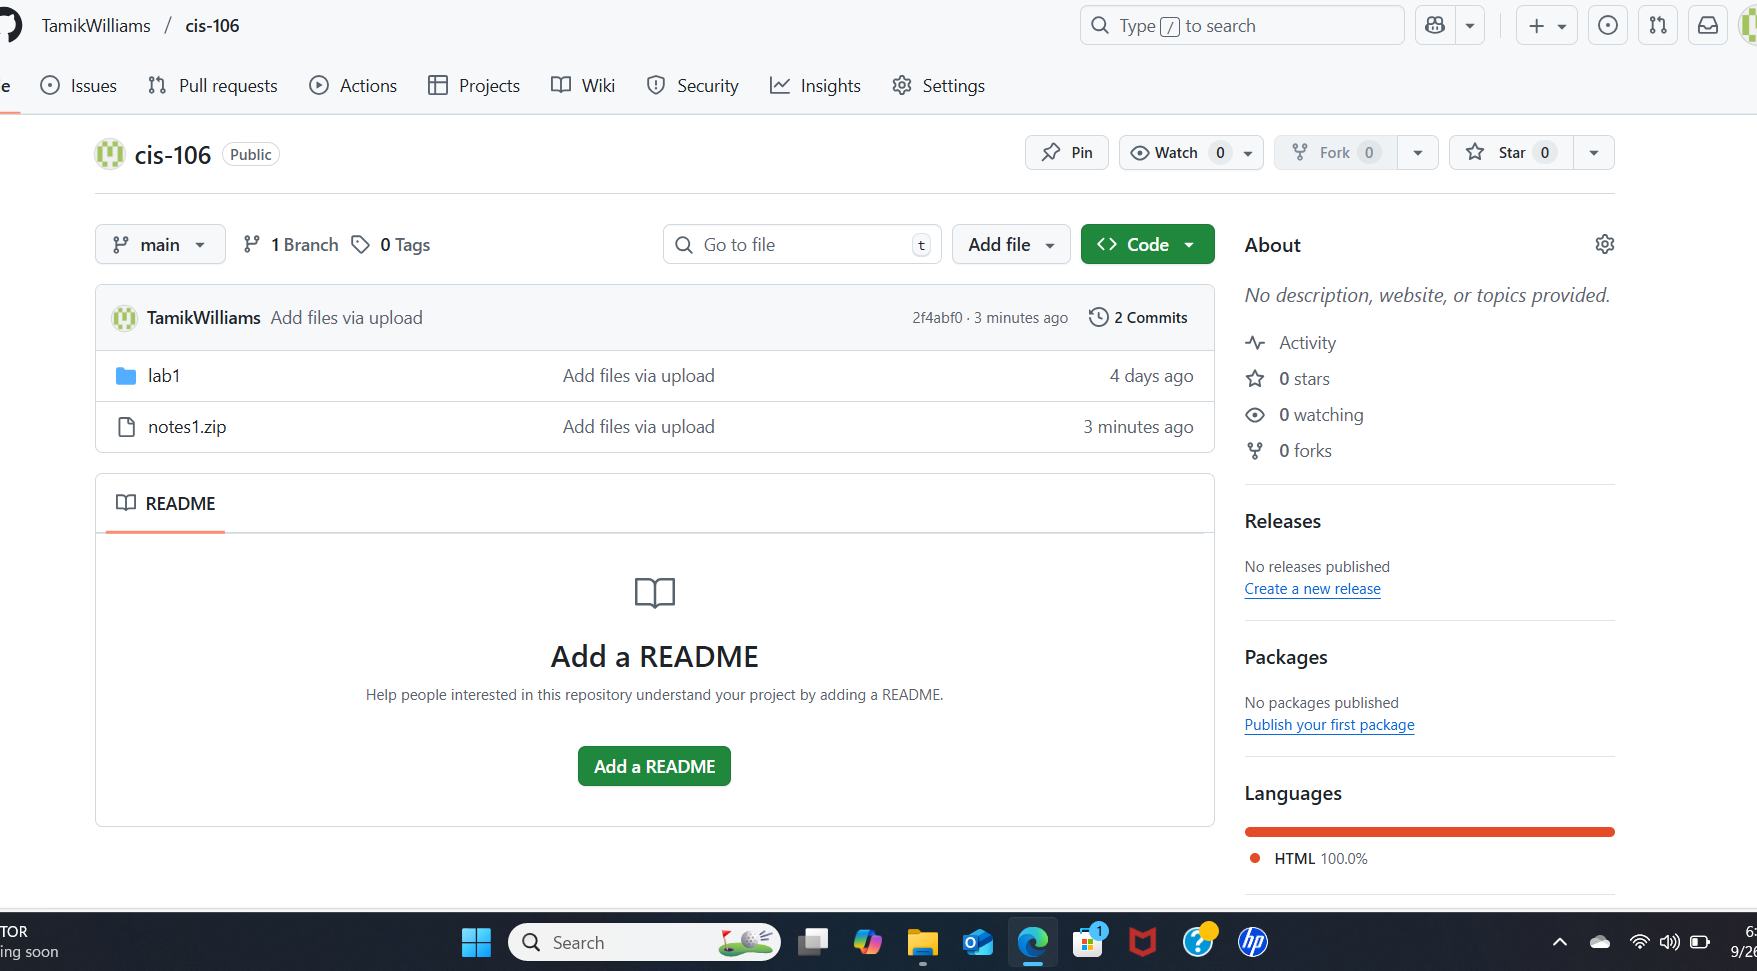 TamikWilliams / cis-106
Type / to search
e Issues Pull requests Actions Projects Wiki Security Insights Settings
cis-106 Public
Pin Watch 0 Fork 0 Star 0
main 1 Branch 0 Tags Go to file t Add file Code
TamikWilliams Add files via upload 2f4abf0 · 3 minutes ago 2 Commits
lab1 Add files via upload 4 days ago
notes1.zip Add files via upload 3 minutes ago
README
Add a README
Help people interested in this repository understand your project by adding a README.
Add a README
About
No description, website, or topics provided.
Activity
0 stars
0 watching
0 forks
Releases
No releases published
Create a new release
Packages
No packages published
Publish your first package
Languages
HTML 100.0%
TOR
ing soon
Search
1
hp
6:
9/26